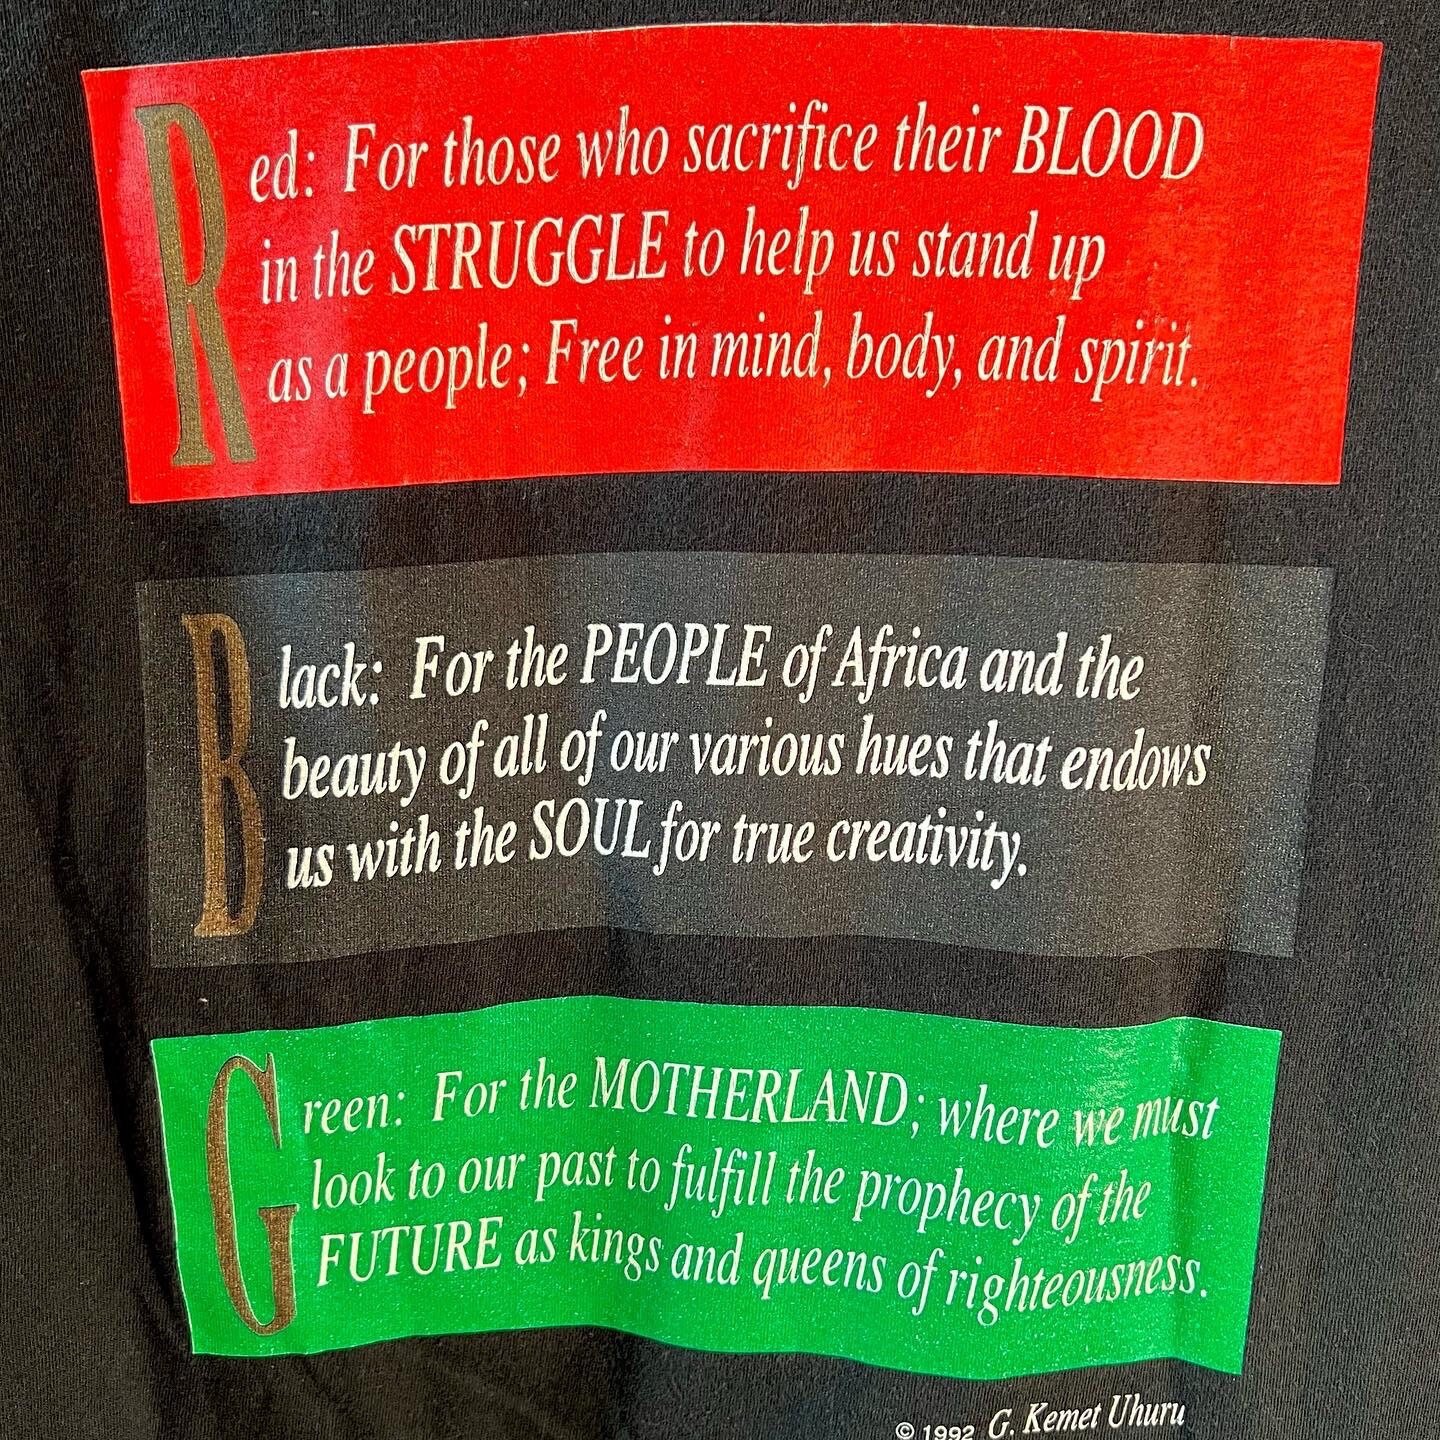 Red: For those who sacrifice their BLOOD
in the STRUGGLE to help us stand up
as a people; Free in mind, body, and spirit.
Black: For the PEOPLE of Africa and the
beauty of all of our various hues that endows
us with the SOUL for true creativity.
Green: For the MOTHERLAND; where we must
look to our past to fulfill the prophecy of the
FUTURE as kings and queens of righteousness.
© 1992 G. Kemet Uhuru